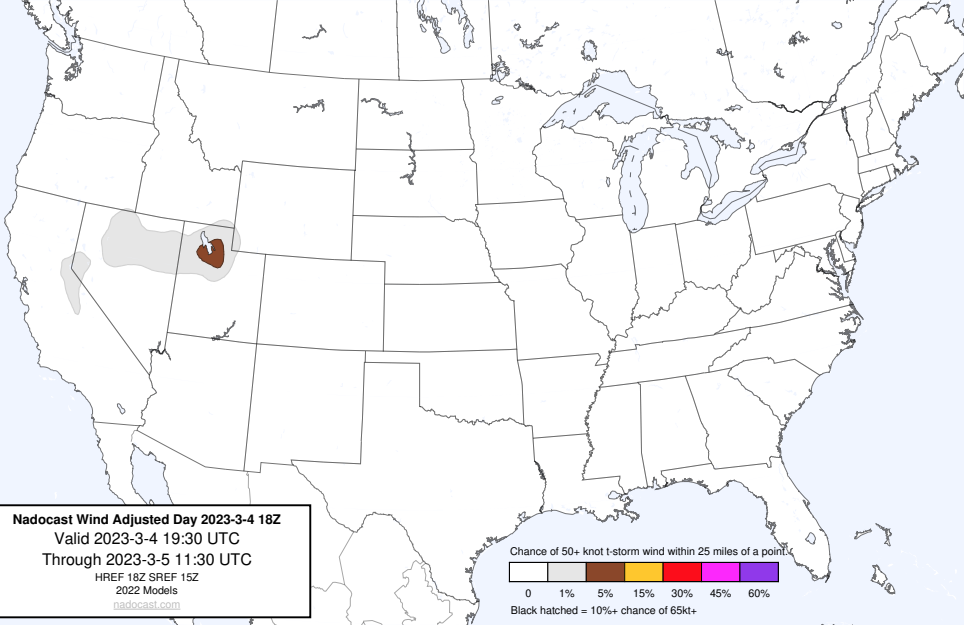 Nadocast Wind Adjusted Day 2023-3-4 18Z
Valid 2023-3-4 19:30 UTC
Through 2023-3-5 11:30 UTC
HREF 18Z SREF 15Z
2022 Models
nadocast.com
Chance of 50+ knot t-storm wind within 25 miles of a point.
0 1% 5% 15% 30% 45% 60%
Black hatched = 10%+ chance of 65kt+